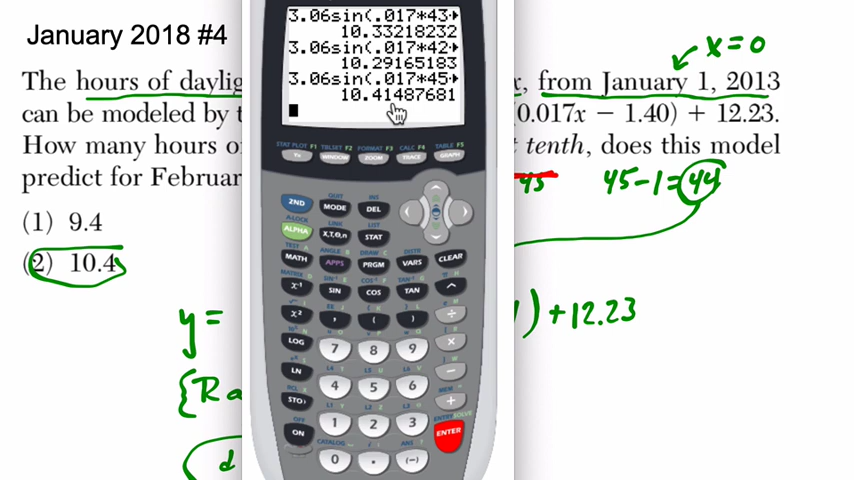 January 2018 #4
x=0
The hours of dayligh x, from January 1, 2013
can be modeled by t (0.017x − 1.40) + 12.23.
How many hours o t tenth, does this model
predict for Februar 45 45-1=44
(1) 9.4
(2) 10.4
y= 1)+12.23
{Ra
d
3.06sin(.017*43
10.33218232
3.06sin(.017*42
10.29165183
3.06sin(.017*45
10.41487681
STAT PLOT F1 TBLSET F2 FORMAT F3 CALC F4 TABLE F5
Y= WINDOW ZOOM TRACE GRAPH
QUIT INS
2ND MODE DEL
A-LOCK LINK LIST
ALPHA X,T,θ,n STAT
TEST A ANGLE B DRAW C DISTR
MATH APPS PRGM VARS CLEAR
MATRIX D SIN⁻¹ E COS⁻¹ F TAN⁻¹ G π H
x⁻¹ SIN COS TAN ^
x² , ( ) ÷
LOG 7 8 9 ×
LN 4 5 6 −
RCL X L1 L2 L3 MEM
STO 1 2 3 +
OFF CATALOG ANS ? ENTRY SOLVE
ON 0 . (−) ENTER